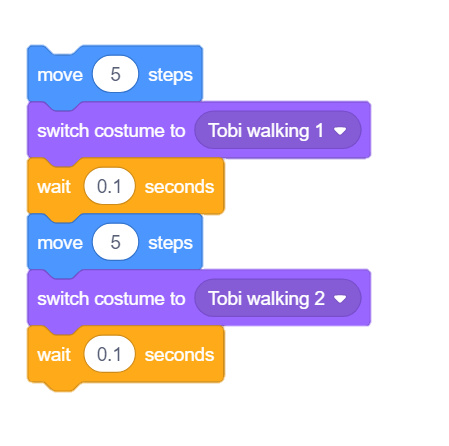 move 5 steps
switch costume to Tobi walking 1
wait 0.1 seconds
move 5 steps
switch costume to Tobi walking 2
wait 0.1 seconds